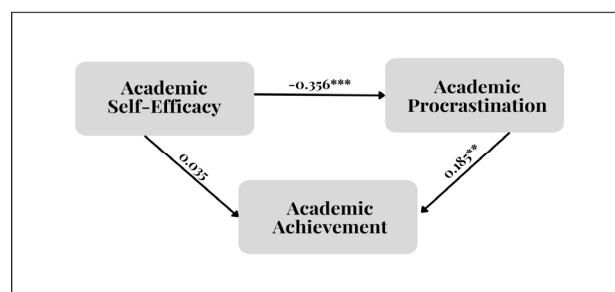 Academic
Self-Efficacy
-0.356***
Academic
Procrastination
0.035
0.185**
Academic
Achievement